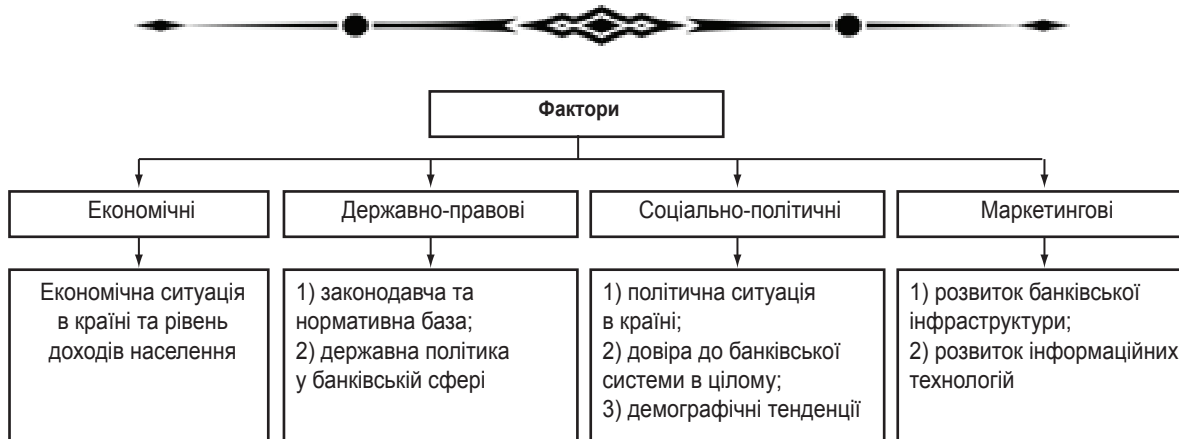 Фактори
Економічні
Державно-правові
Соціально-політичні
Маркетингові
Економічна ситуація
в країні та рівень
доходів населення
1) законодавча та
нормативна база;
2) державна політика
у банківській сфері
1) політична ситуація
в країні;
2) довіра до банківської
системи в цілому;
3) демографічні тенденції
1) розвиток банківської
інфраструктури;
2) розвиток інформаційних
технологій